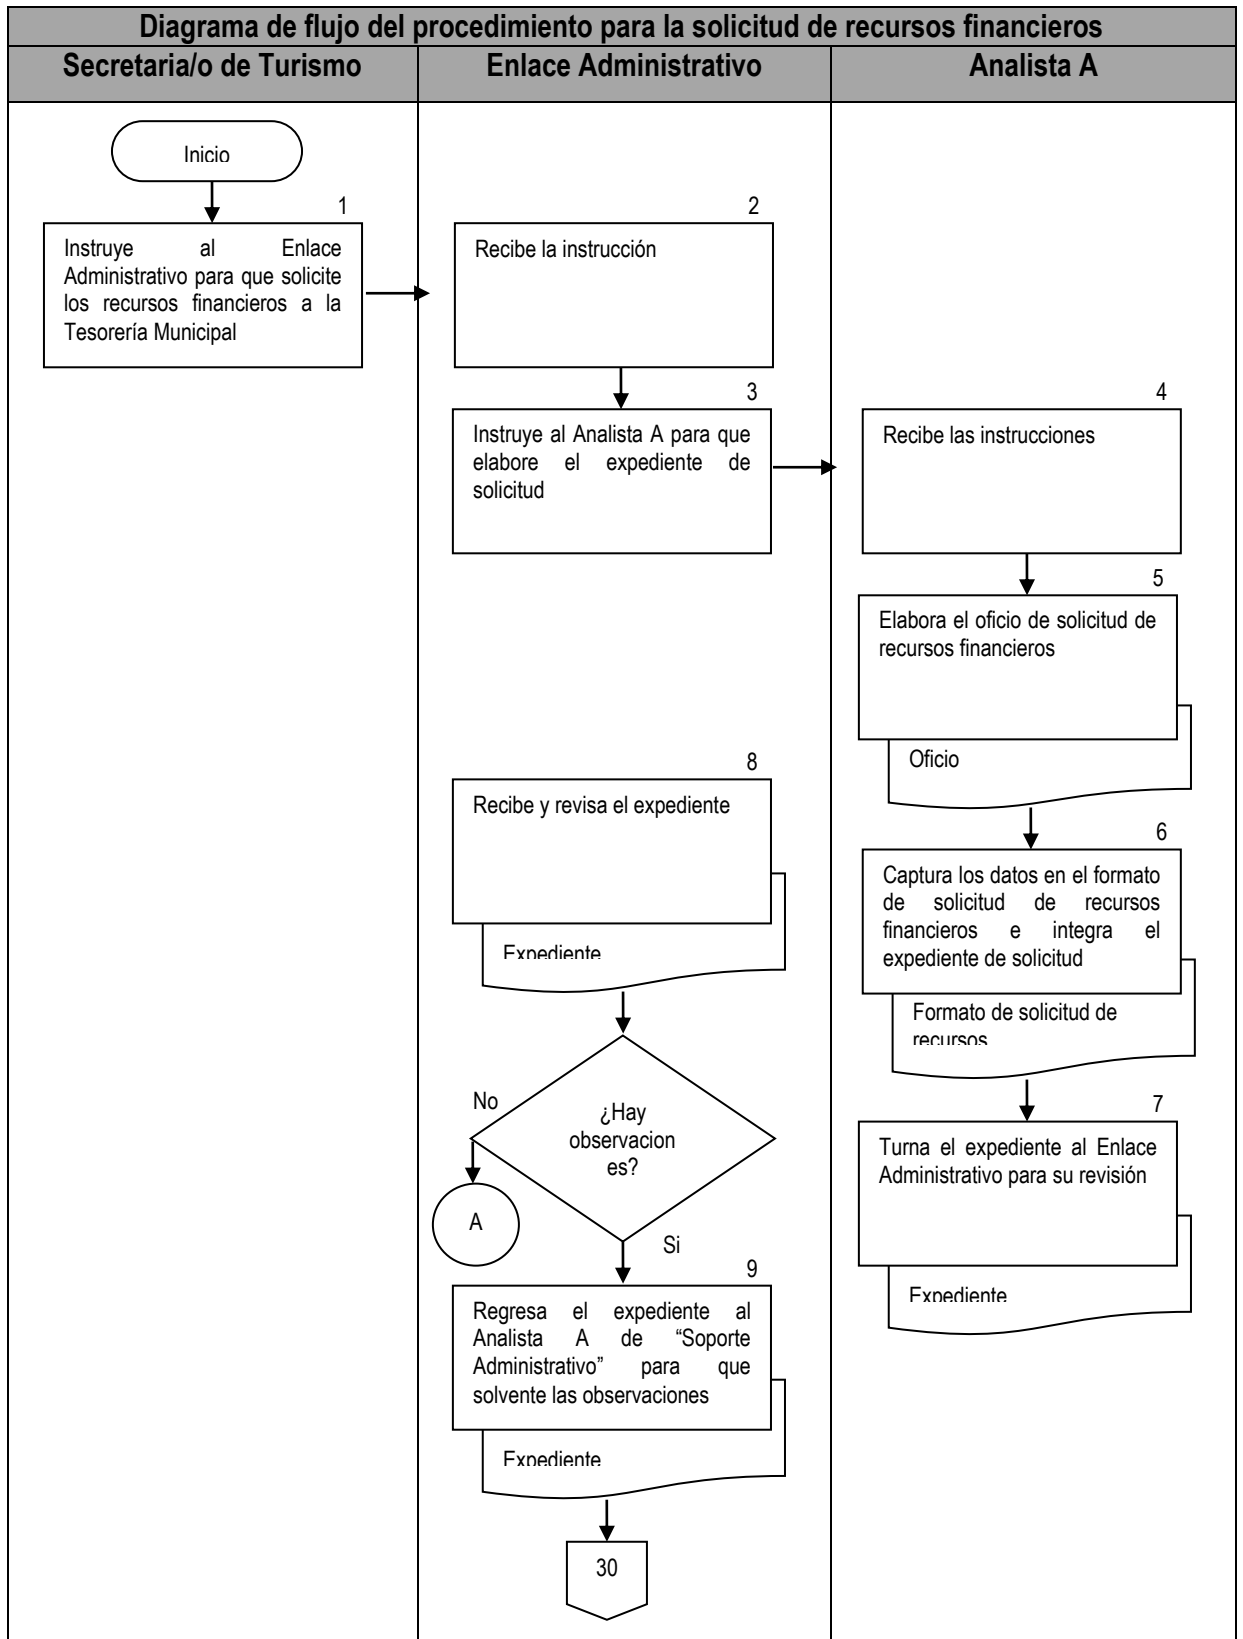 Diagrama de flujo del procedimiento para la solicitud de recursos financieros
Secretaria/o de Turismo
Enlace Administrativo
Analista A
Inicio
1
Instruye al Enlace
Administrativo para que solicite
los recursos financieros a la
Tesorería Municipal
2
Recibe la instrucción
3
Instruye al Analista A para que
elabore el expediente de
solicitud
4
Recibe las instrucciones
5
Elabora el oficio de solicitud de
recursos financieros
Oficio
6
Captura los datos en el formato
de solicitud de recursos
financieros e integra el
expediente de solicitud
Formato de solicitud de
recursos
7
Turna el expediente al Enlace
Administrativo para su revisión
Expediente
8
Recibe y revisa el expediente
Expediente
¿Hay
observacion
es?
No
A
Si
9
Regresa el expediente al
Analista A de “Soporte
Administrativo” para que
solvente las observaciones
Expediente
30